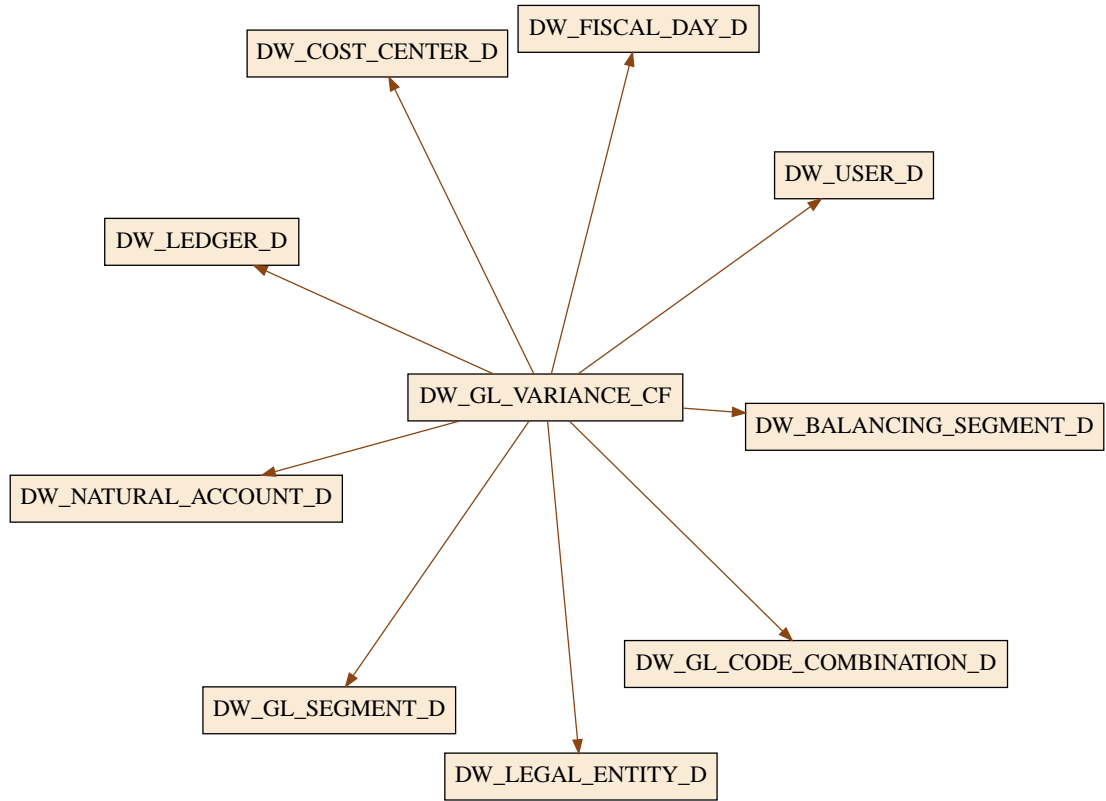 DW_FISCAL_DAY_D
DW_COST_CENTER_D
DW_USER_D
DW_LEDGER_D
DW_GL_VARIANCE_CF
DW_BALANCING_SEGMENT_D
DW_NATURAL_ACCOUNT_D
DW_GL_CODE_COMBINATION_D
DW_GL_SEGMENT_D
DW_LEGAL_ENTITY_D